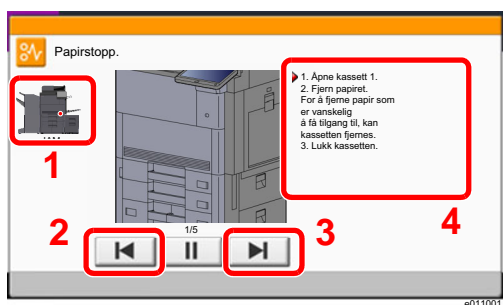 Papirstopp.
1. Åpne kassett 1.
2. Fjern papiret.
For å fjerne papir som
er vanskelig
å få tilgang til, kan
kassetten fjernes.
3. Lukk kassetten.
1
2
1/5
3
4
e011001